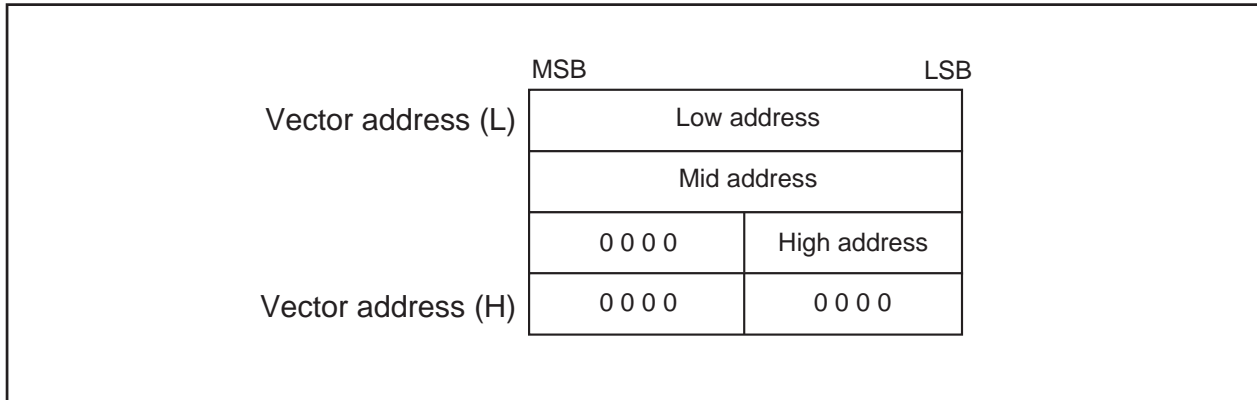 MSB LSB
Vector address (L) Low address
Mid address
0 0 0 0 High address
Vector address (H) 0 0 0 0 0 0 0 0